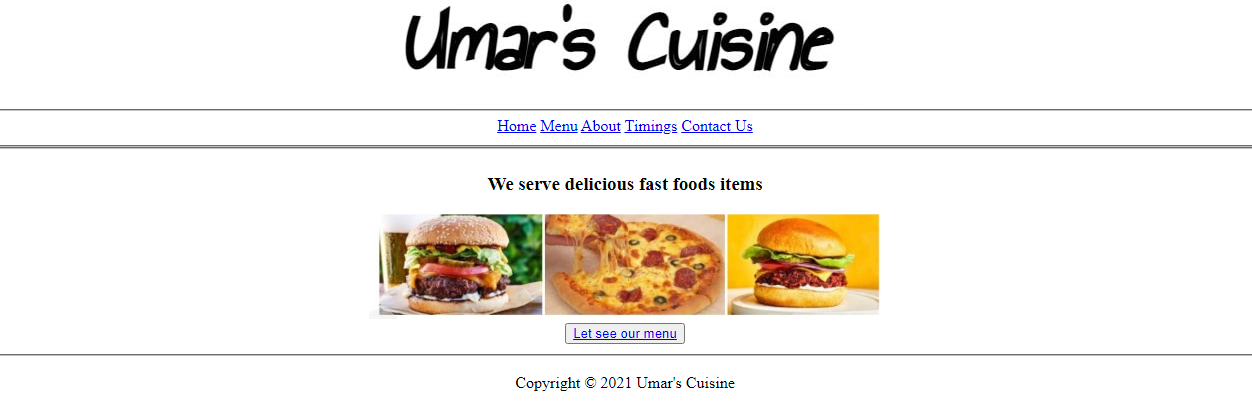 Umar's Cuisine
Home Menu About Timings Contact Us
We serve delicious fast foods items
Let see our menu
Copyright © 2021 Umar's Cuisine